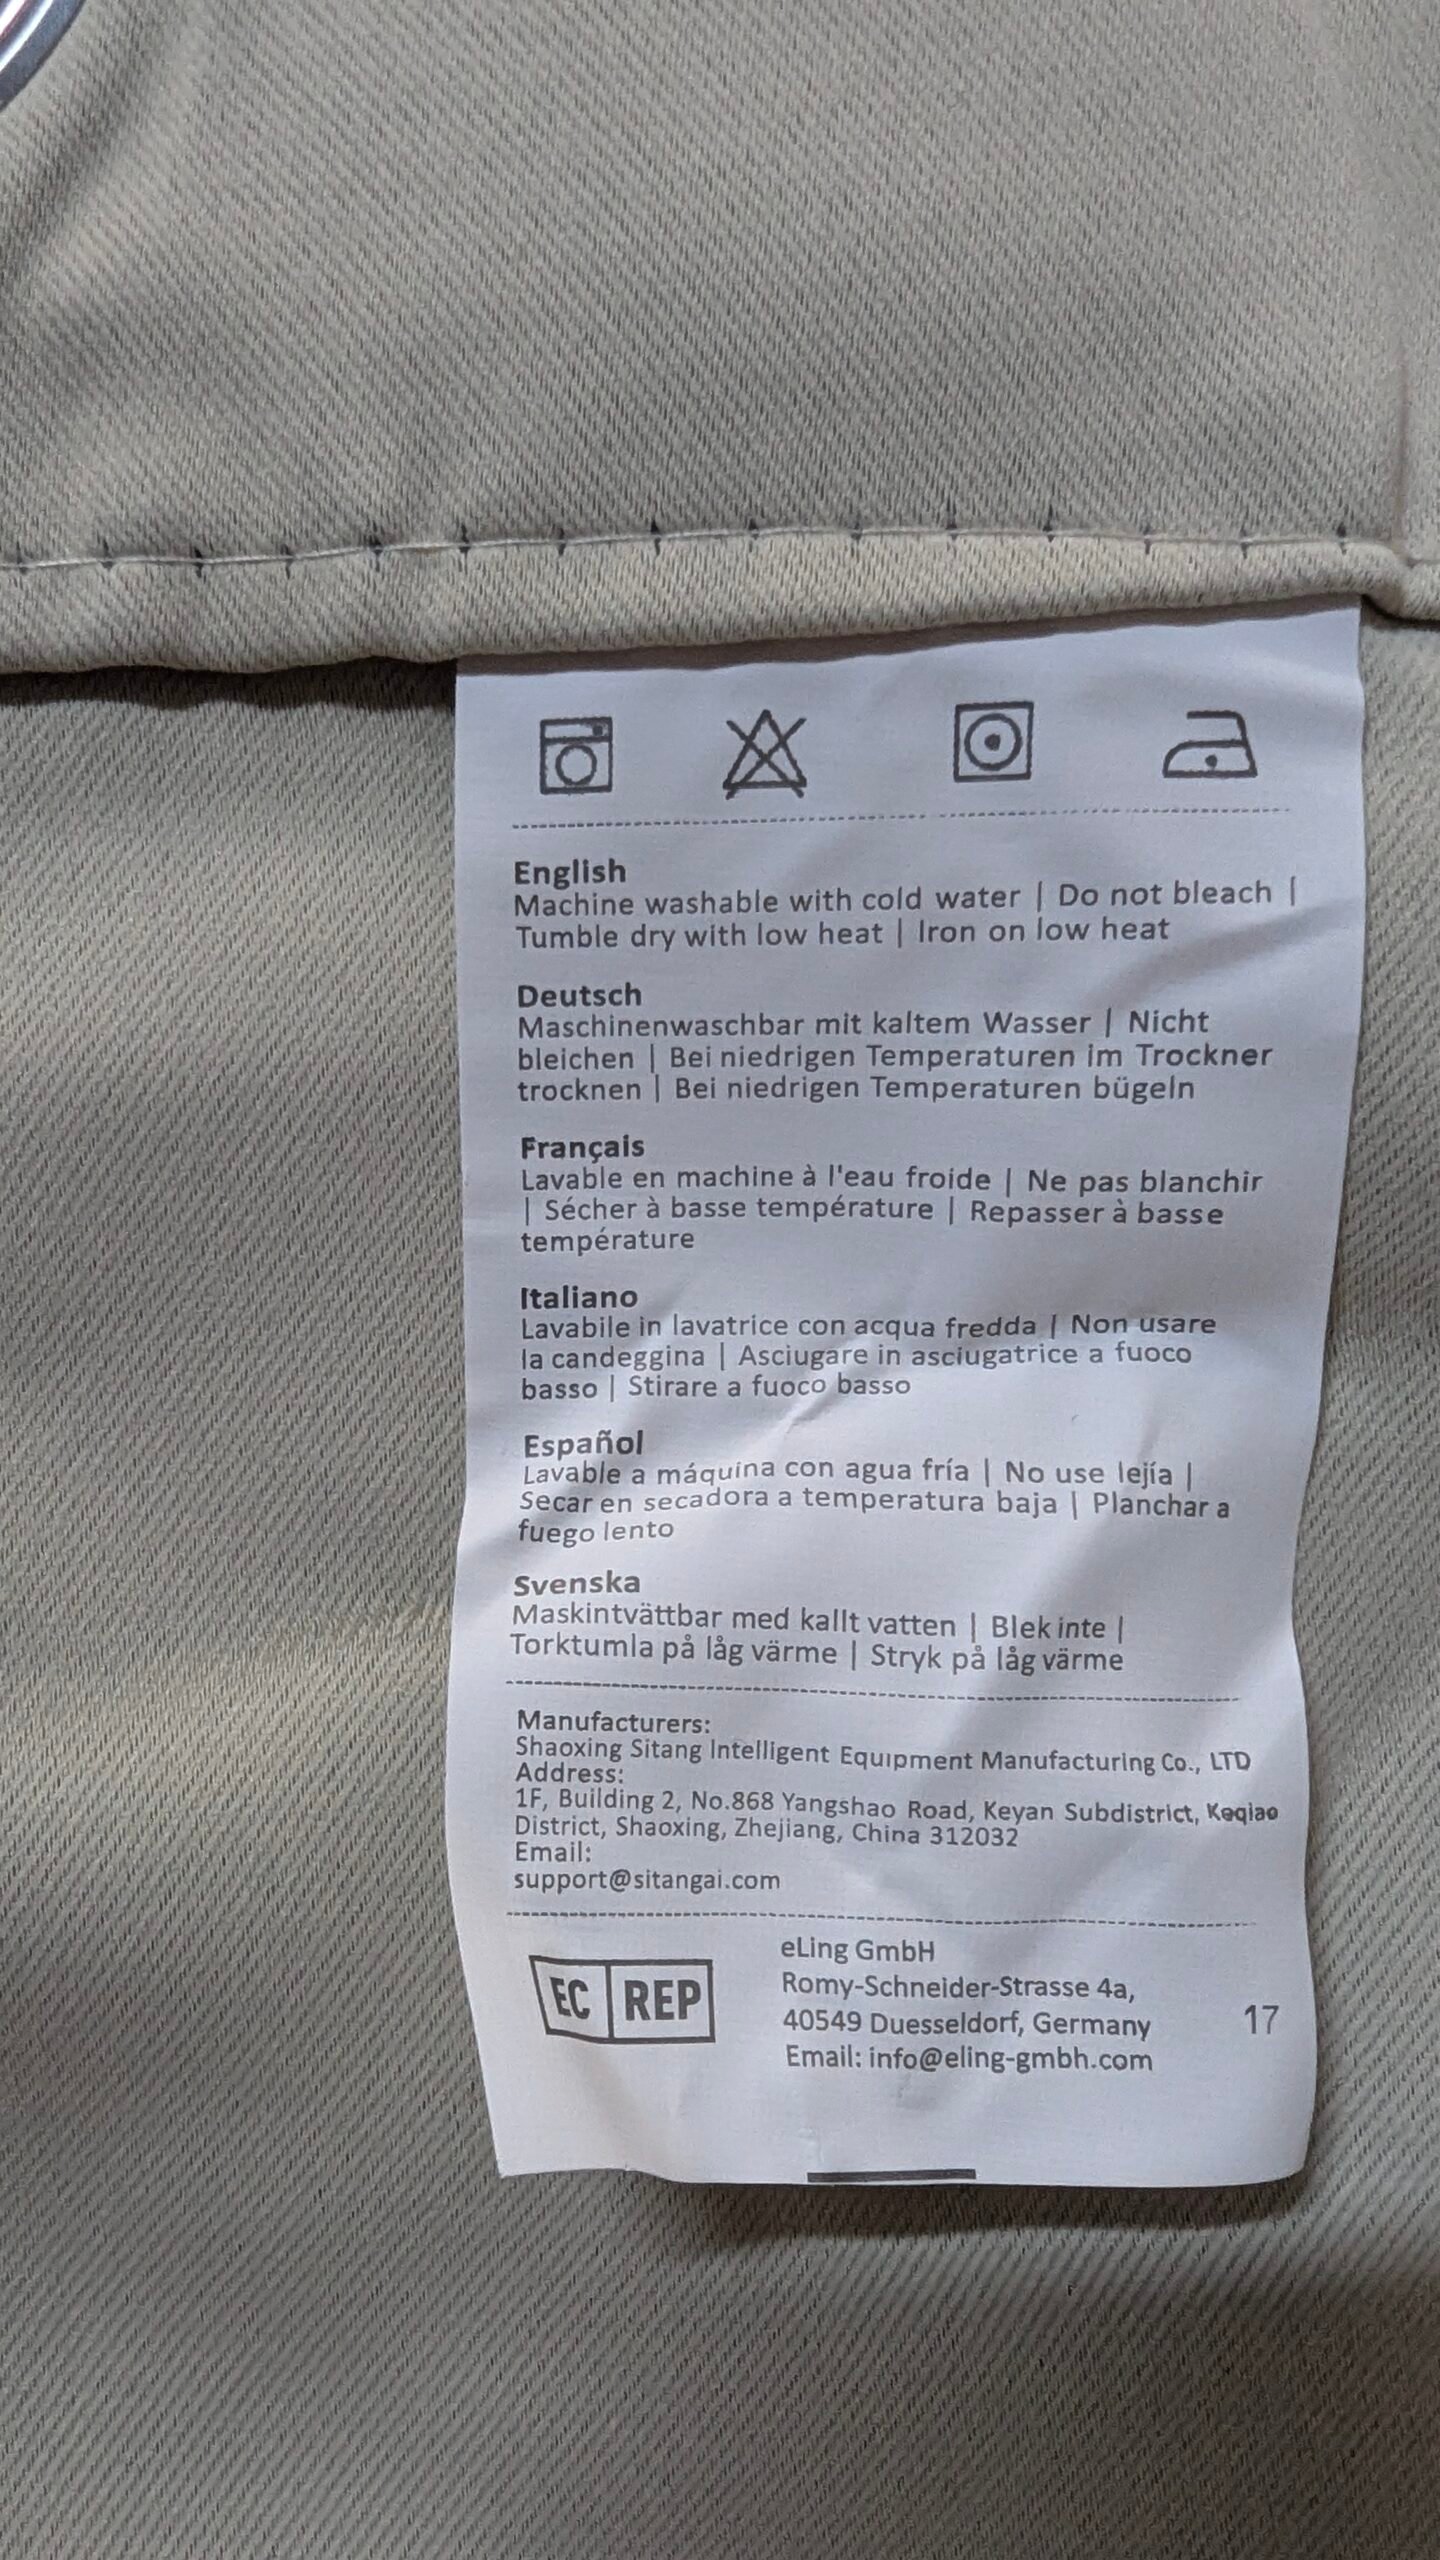 English
Machine washable with cold water | Do not bleach |
Tumble dry with low heat | Iron on low heat
Deutsch
Maschinenwaschbar mit kaltem Wasser | Nicht
bleichen | Bei niedrigen Temperaturen im Trockner
trocknen | Bei niedrigen Temperaturen bügeln
Français
Lavable en machine à l'eau froide | Ne pas blanchir
| Sécher à basse température | Repasser à basse
température
Italiano
Lavabile in lavatrice con acqua fredda | Non usare
la candeggina | Asciugare in asciugatrice a fuoco
basso | Stirare a fuoco basso
Español
Lavable a máquina con agua fría | No use lejía |
Secar en secadora a temperatura baja | Planchar a
fuego lento
Svenska
Maskintvättbar med kallt vatten | Blek inte |
Torktumla på låg värme | Stryk på låg värme
Manufacturers:
Shaoxing Sitang Intelligent Equipment Manufacturing Co., LTD
Address:
1F, Building 2, No.868 Yangshao Road, Keyan Subdistrict, Keqiao
District, Shaoxing, Zhejiang, China 312032
Email:
support@sitangai.com
EC REP
eLing GmbH
Romy-Schneider-Strasse 4a,
40549 Duesseldorf, Germany
Email: info@eling-gmbh.com
17